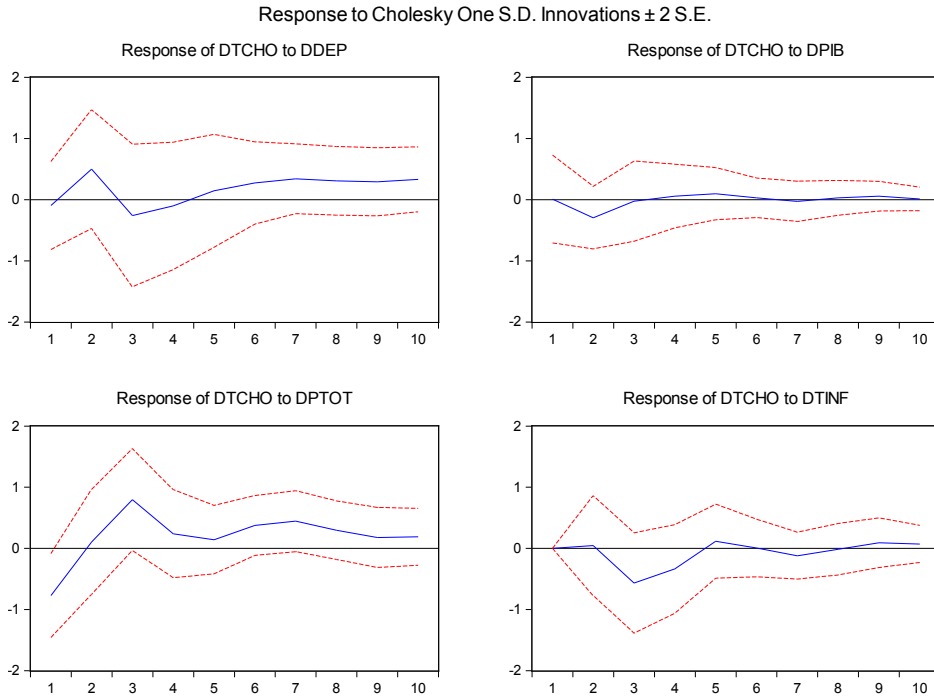 Response to Cholesky One S.D. Innovations ± 2 S.E.
Response of DTCHO to DDEP
2
1
0
-1
-2
1 2 3 4 5 6 7 8 9 10
Response of DTCHO to DPIB
2
1
0
-1
-2
1 2 3 4 5 6 7 8 9 10
Response of DTCHO to DPTOT
2
1
0
-1
-2
1 2 3 4 5 6 7 8 9 10
Response of DTCHO to DTINF
2
1
0
-1
-2
1 2 3 4 5 6 7 8 9 10